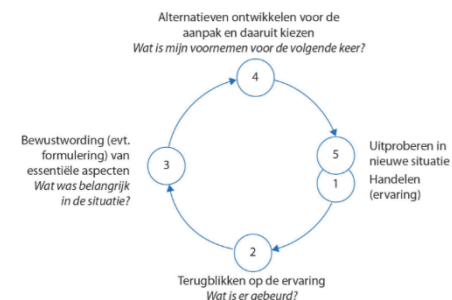 Alternatieven ontwikkelen voor de
aanpak en daaruit kiezen
Wat is mijn voornemen voor de volgende keer?
4
Bewustwording (evt.
formulering) van
essentiële aspecten
Wat was belangrijk
in de situatie?
3
5
Uitproberen in
nieuwe situatie
1
Handelen
(ervaring)
2
Terugblikken op de ervaring
Wat is er gebeurd?